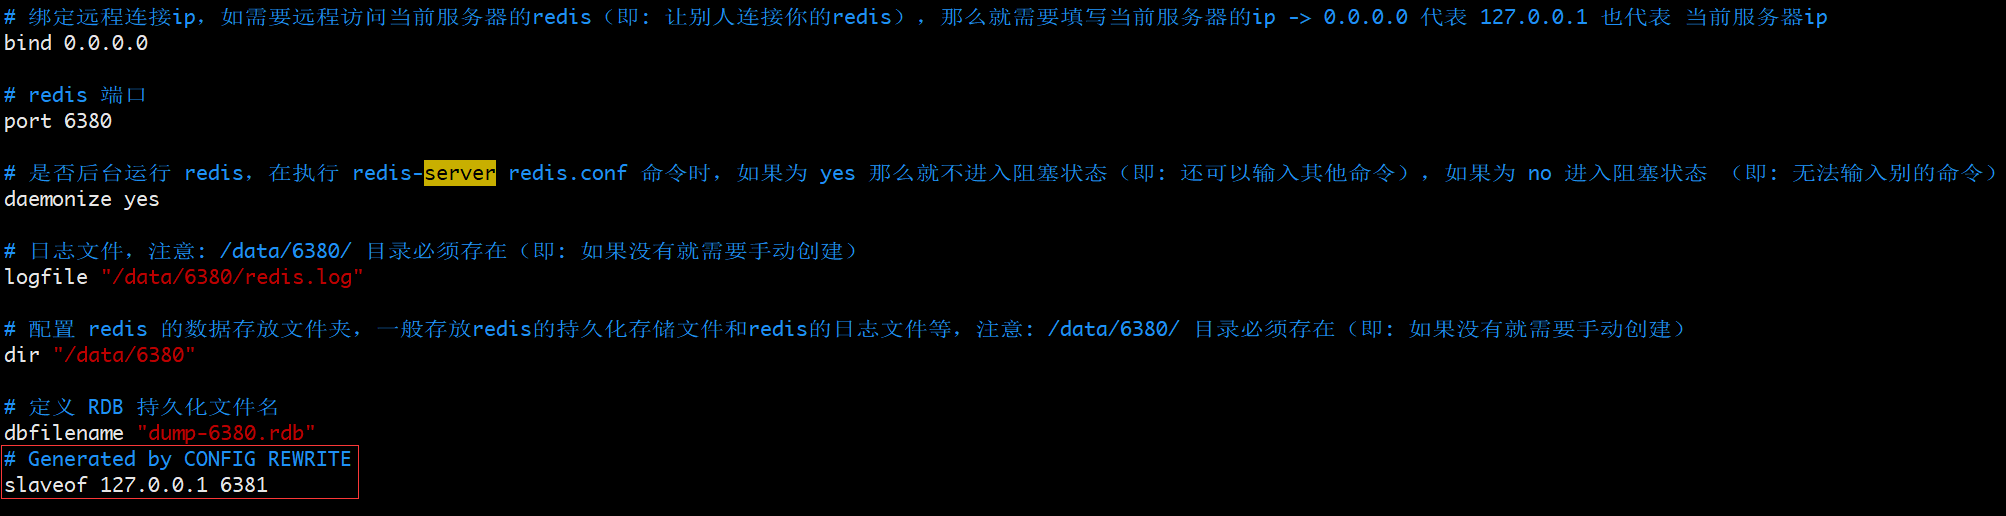 # 绑定远程连接ip，如需要远程访问当前服务器的redis（即: 让别人连接你的redis），那么就需要填写当前服务器的ip -> 0.0.0.0 代表 127.0.0.1 也代表 当前服务器ip
bind 0.0.0.0
# redis 端口
port 6380
# 是否后台运行 redis，在执行 redis-server redis.conf 命令时，如果为 yes 那么就不进入阻塞状态（即: 还可以输入其他命令），如果为 no 进入阻塞状态 （即: 无法输入别的命令）
daemonize yes
# 日志文件，注意: /data/6380/ 目录必须存在（即: 如果没有就需要手动创建）
logfile "/data/6380/redis.log"
# 配置 redis 的数据存放文件夹，一般存放redis的持久化存储文件和redis的日志文件等，注意: /data/6380/ 目录必须存在（即: 如果没有就需要手动创建）
dir "/data/6380"
# 定义 RDB 持久化文件名
dbfilename "dump-6380.rdb"
# Generated by CONFIG REWRITE
slaveof 127.0.0.1 6381